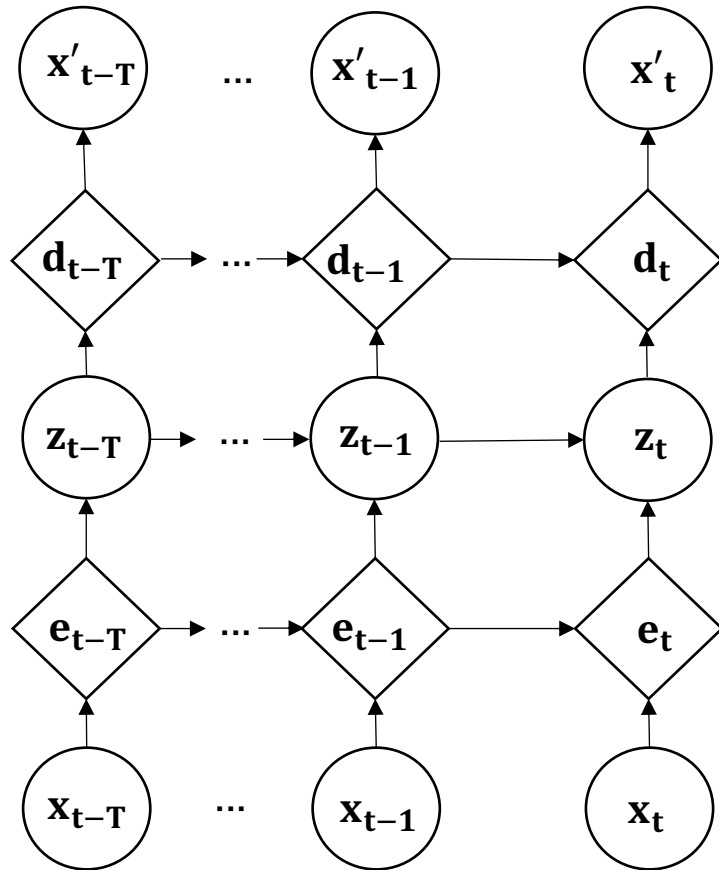 x′ₜ₋T ... x′ₜ₋₁ x′ₜ
dₜ₋T ... dₜ₋₁ dₜ
zₜ₋T ... zₜ₋₁ zₜ
eₜ₋T ... eₜ₋₁ eₜ
xₜ₋T ... xₜ₋₁ xₜ